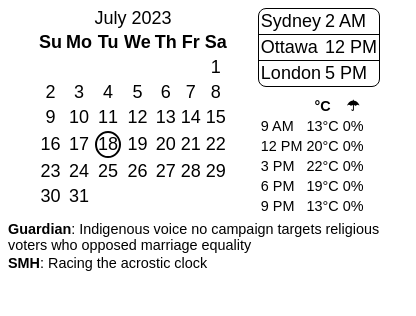 July 2023
Su Mo Tu We Th Fr Sa
1
2 3 4 5 6 7 8
9 10 11 12 13 14 15
16 17 18 19 20 21 22
23 24 25 26 27 28 29
30 31
Sydney 2 AM
Ottawa 12 PM
London 5 PM
°C ☂
9 AM 13°C 0%
12 PM 20°C 0%
3 PM 22°C 0%
6 PM 19°C 0%
9 PM 13°C 0%
Guardian: Indigenous voice no campaign targets religious
voters who opposed marriage equality
SMH: Racing the acrostic clock